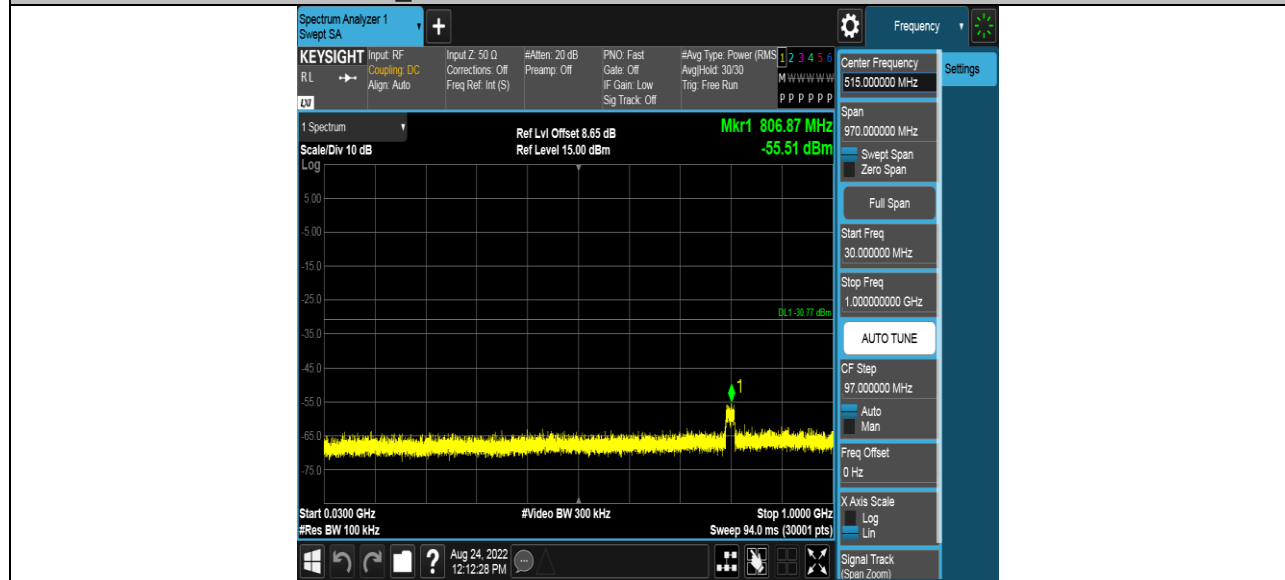 Spectrum Analyzer 1
Swept SA
+
Frequency
KEYSIGHT
RL
LXI
Input: RF
Coupling: DC
Align: Auto
Input Z: 50 Ω
Corrections: Off
Freq Ref: Int (S)
#Atten: 20 dB
Preamp: Off
PNO: Fast
Gate: Off
IF Gain: Low
Sig Track: Off
#Avg Type: Power (RMS
Avg|Hold: 30/30
Trig: Free Run
1 2 3 4 5 6
M W W W W W
P P P P P P
Center Frequency
515.000000 MHz
Settings
1 Spectrum
Scale/Div 10 dB
Ref Lvl Offset 8.65 dB
Ref Level 15.00 dBm
Mkr1 806.87 MHz
-55.51 dBm
Log
5.00
-5.00
-15.0
-25.0
-35.0
-45.0
-55.0
-65.0
-75.0
DL1 -30.77 dBm
1
Start 0.0300 GHz
#Res BW 100 kHz
#Video BW 300 kHz
Stop 1.0000 GHz
Sweep 94.0 ms (30001 pts)
Span
970.000000 MHz
Swept Span
Zero Span
Full Span
Start Freq
30.000000 MHz
Stop Freq
1.000000000 GHz
AUTO TUNE
CF Step
97.000000 MHz
Auto
Man
Freq Offset
0 Hz
X Axis Scale
Log
Lin
Signal Track
(Span Zoom)
?
Aug 24, 2022
12:12:28 PM